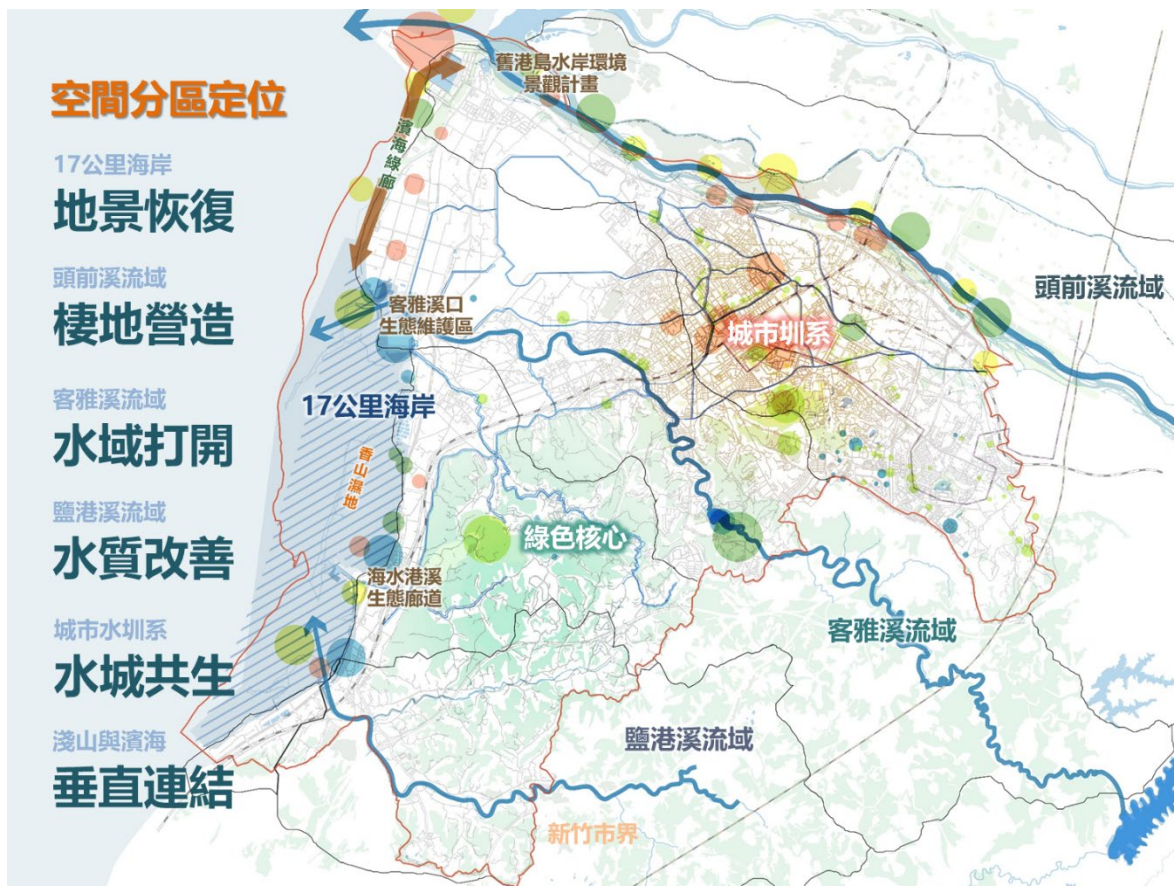 空間分區定位
17公里海岸
地景恢復
頭前溪流域
棲地營造
客雅溪流域
水域打開
鹽港溪流域
水質改善
城市水圳系
水城共生
淺山與濱海
垂直連結
舊港島水岸環境
景觀計畫
濱海綠廊
頭前溪流域
客雅溪口
生態維護區
城市圳系
17公里海岸
香山濕地
綠色核心
海水港溪
生態廊道
客雅溪流域
鹽港溪流域
新竹市界